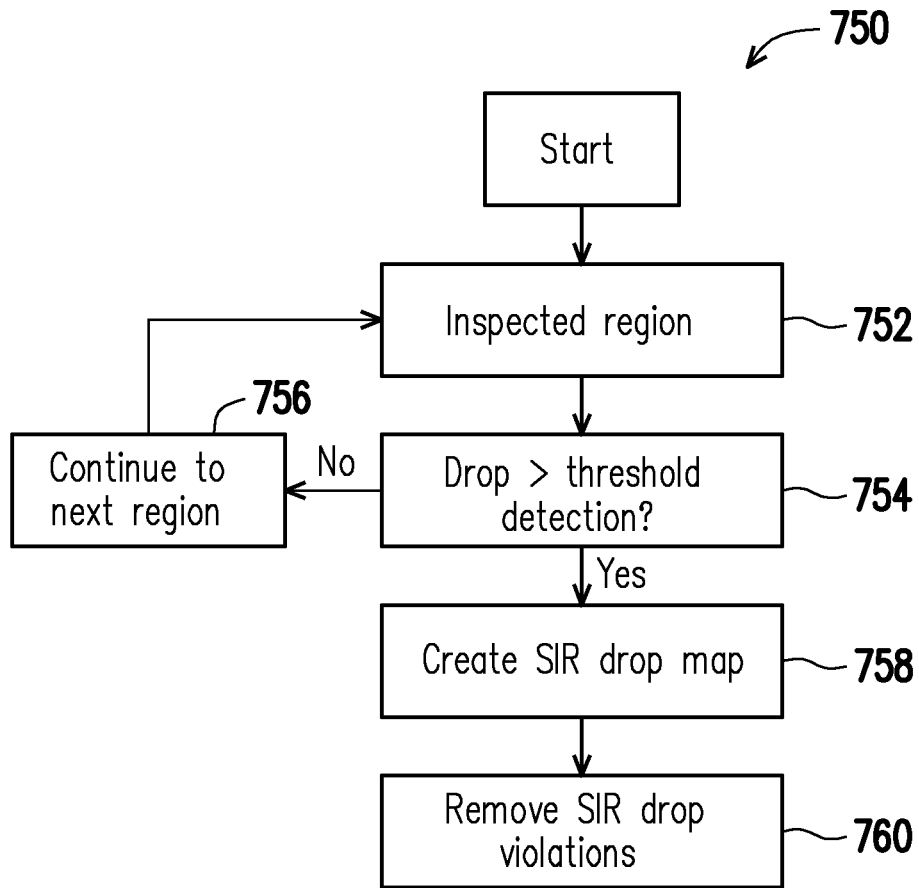 750
Start
Inspected region
752
756
Continue to
next region
No
Drop > threshold
detection?
754
Yes
Create SIR drop map
758
Remove SIR drop
violations
760